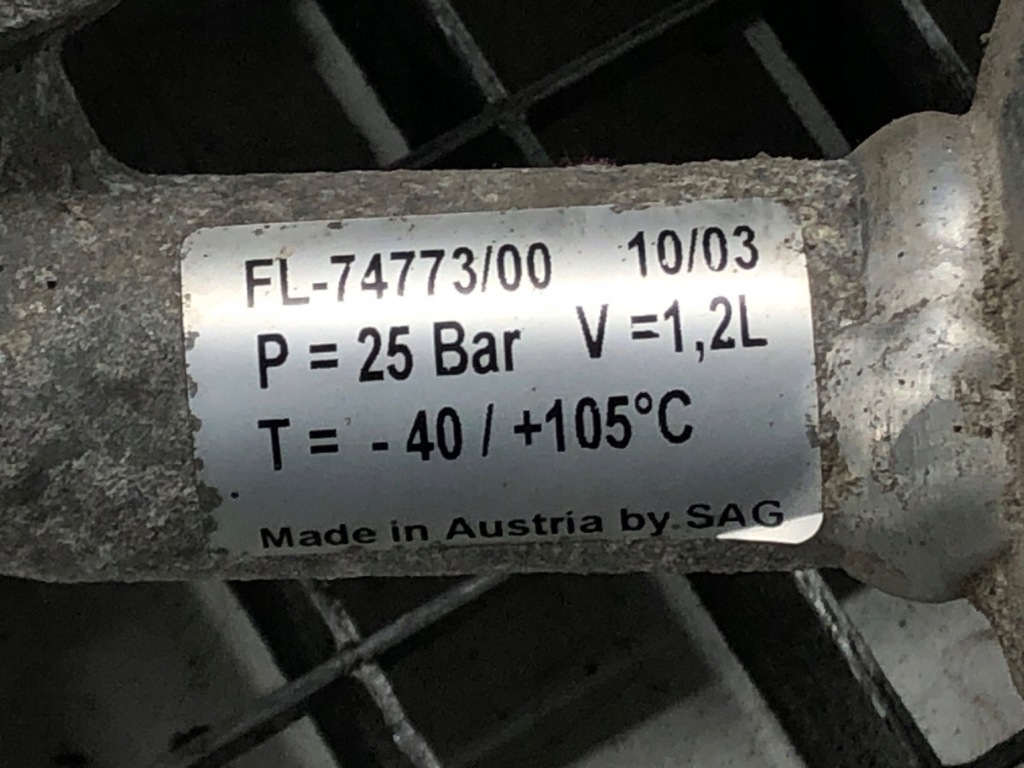 FL-74773/00 10/03
P = 25 Bar V =1,2L
T = - 40 / +105°C
Made in Austria by SAG